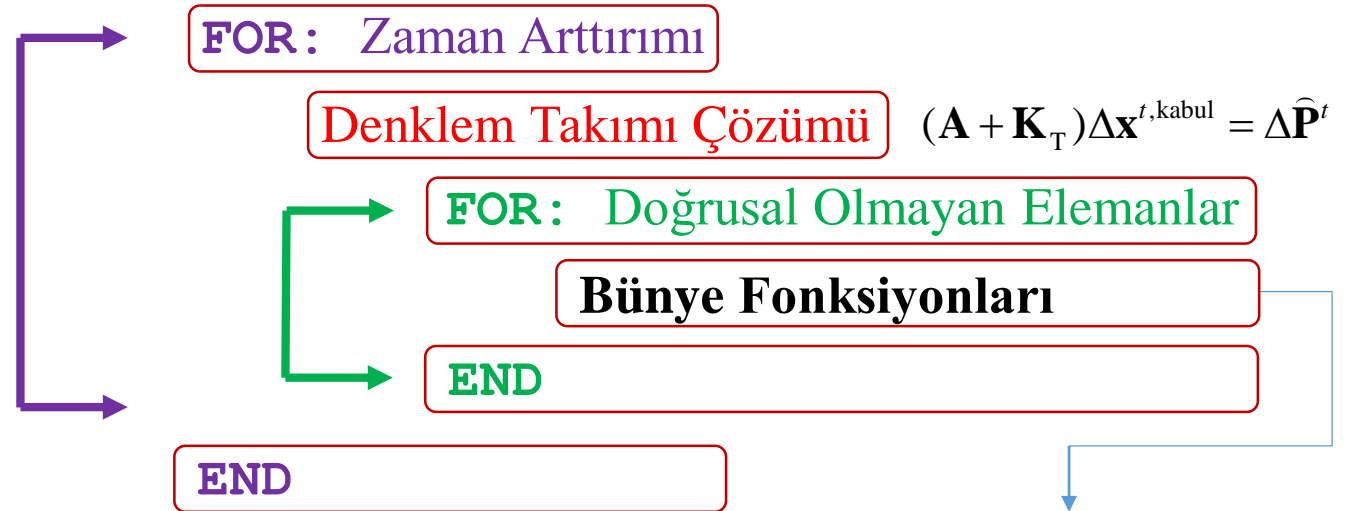 FOR: Zaman Arttırımı
Denklem Takımı Çözümü (A + K_T)Δx^{t,kabul} = ΔP̂^t
FOR: Doğrusal Olmayan Elemanlar
Bünye Fonksiyonları
END
END